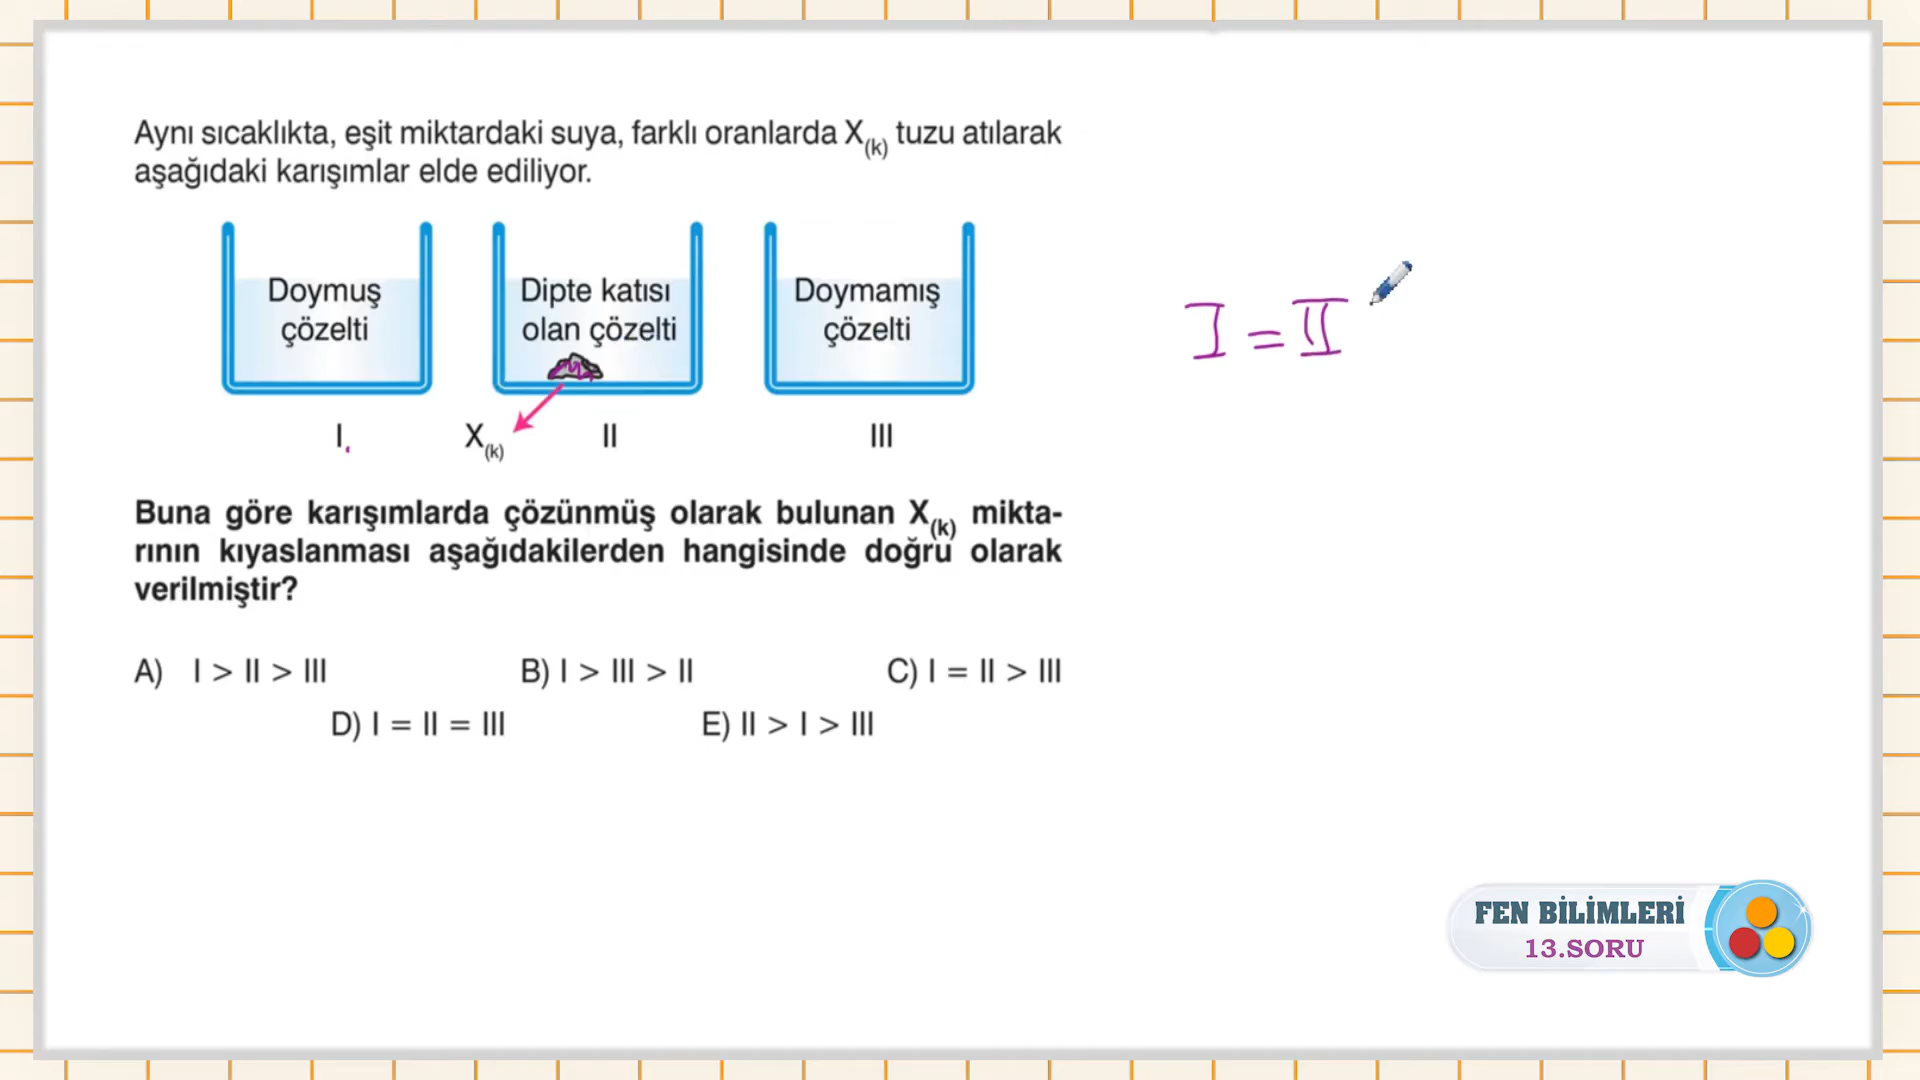 Aynı sıcaklıkta, eşit miktardaki suya, farklı oranlarda X(k) tuzu atılarak
aşağıdaki karışımlar elde ediliyor.
Doymuş
çözelti
Dipte katısı
olan çözelti
Doymamış
çözelti
I = II
I
X(k)
II
III
Buna göre karışımlarda çözünmüş olarak bulunan X(k) mikta-
rının kıyaslanması aşağıdakilerden hangisinde doğru olarak
verilmiştir?
A) I > II > III
B) I > III > II
C) I = II > III
D) I = II = III
E) II > I > III
FEN BİLİMLERİ
13.SORU